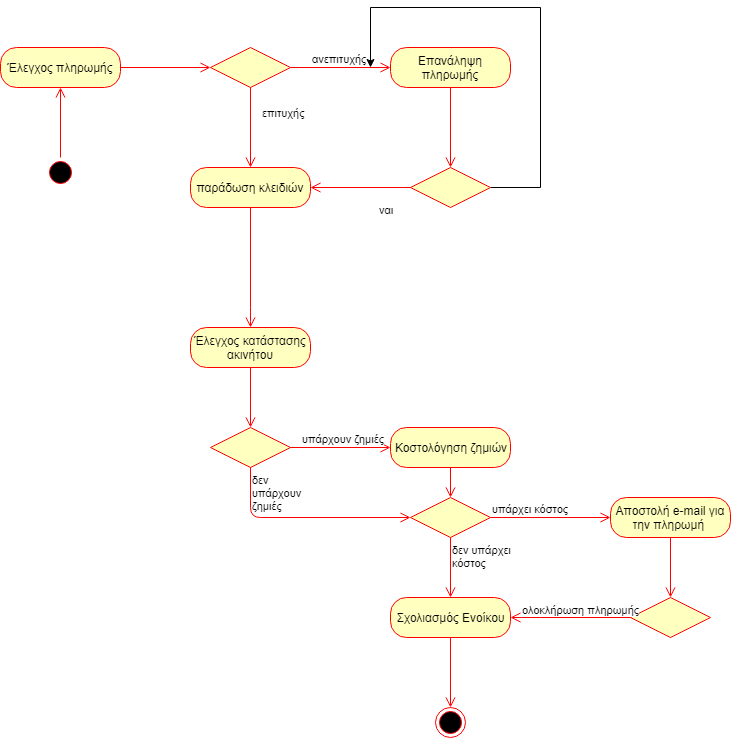 Έλεγχος πληρωμής
ανεπιτυχής
Επανάληψη
πληρωμής
επιτυχής
παράδωση κλειδιών
ναι
Έλεγχος κατάστασης
ακινήτου
υπάρχουν ζημιές
Κοστολόγηση ζημιών
δεν
υπάρχουν
ζημιές
υπάρχει κόστος
Αποστολή e-mail για
την πληρωμή
δεν υπάρχει
κόστος
ολοκλήρωση πληρωμής
Σχολιασμός Ενοίκου